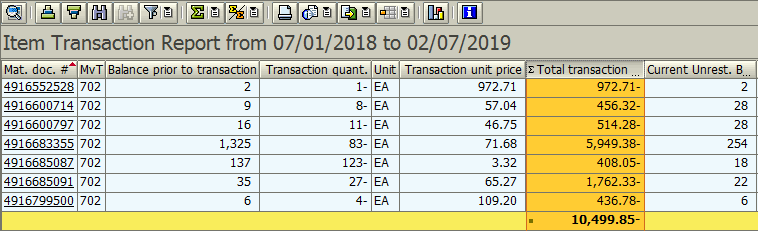 Item Transaction Report from 07/01/2018 to 02/07/2019
Mat. doc. # MvT Balance prior to transaction Transaction quant. Unit Transaction unit price Σ Total transaction ... Current Unrest. B...
4916552528 702 2 1- EA 972.71 972.71- 2
4916600714 702 9 8- EA 57.04 456.32- 28
4916600797 702 16 11- EA 46.75 514.28- 28
4916683355 702 1,325 83- EA 71.68 5,949.38- 254
4916685087 702 137 123- EA 3.32 408.05- 18
4916685091 702 35 27- EA 65.27 1,762.33- 22
4916799500 702 6 4- EA 109.20 436.78- 6
10,499.85-